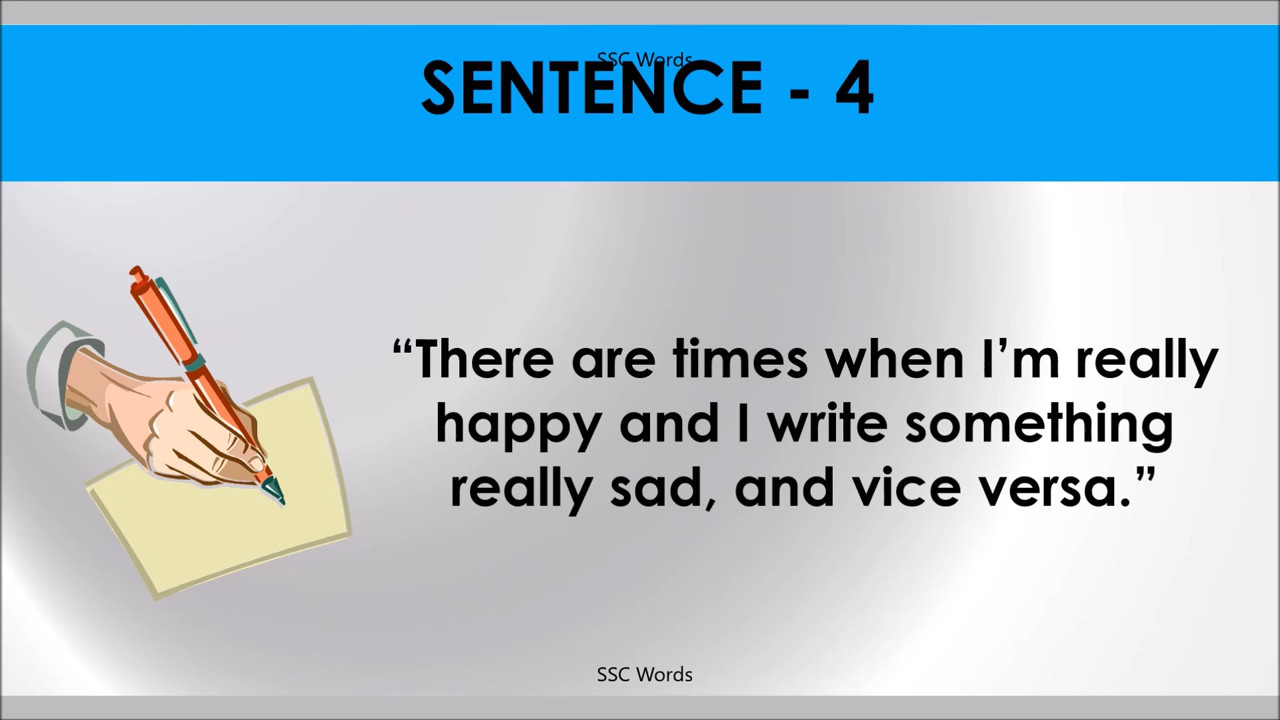 SSC Words
SENTENCE - 4
“There are times when I’m really
happy and I write something
really sad, and vice versa.”
SSC Words